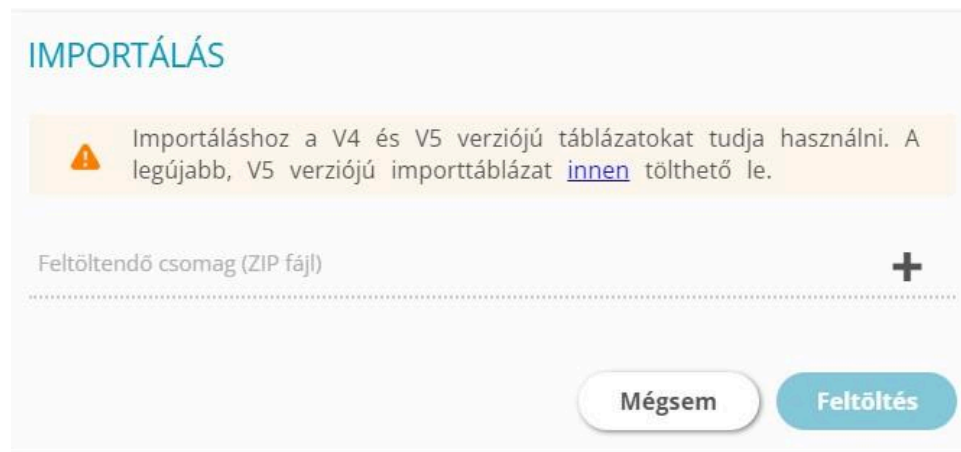 IMPORTÁLÁS
Importáláshoz a V4 és V5 verziójú táblázatokat tudja használni. A
legújabb, V5 verziójú importtáblázat innen tölthető le.
Feltöltendő csomag (ZIP fájl)
Mégsem
Feltöltés